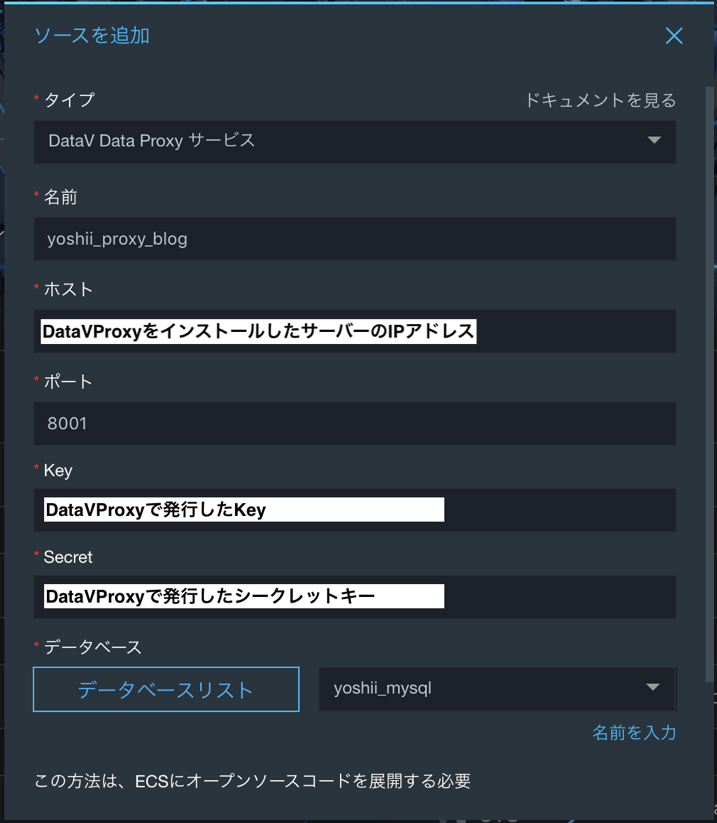 ソースを追加
* タイプ
ドキュメントを見る
DataV Data Proxy サービス
* 名前
yoshii_proxy_blog
* ホスト
DataVProxyをインストールしたサーバーのIPアドレス
* ポート
8001
* Key
DataVProxyで発行したKey
* Secret
DataVProxyで発行したシークレットキー
* データベース
データベースリスト
yoshii_mysql
名前を入力
この方法は、ECSにオープンソースコードを展開する必要